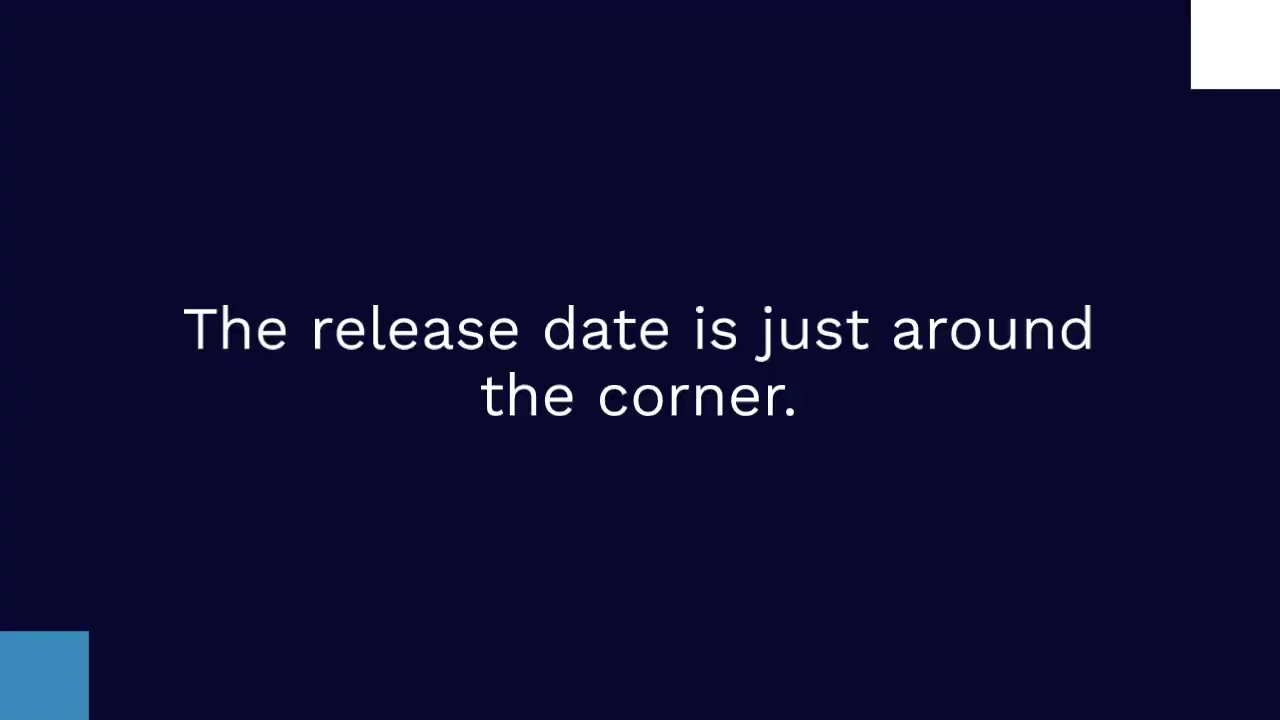 The release date is just around
the corner.